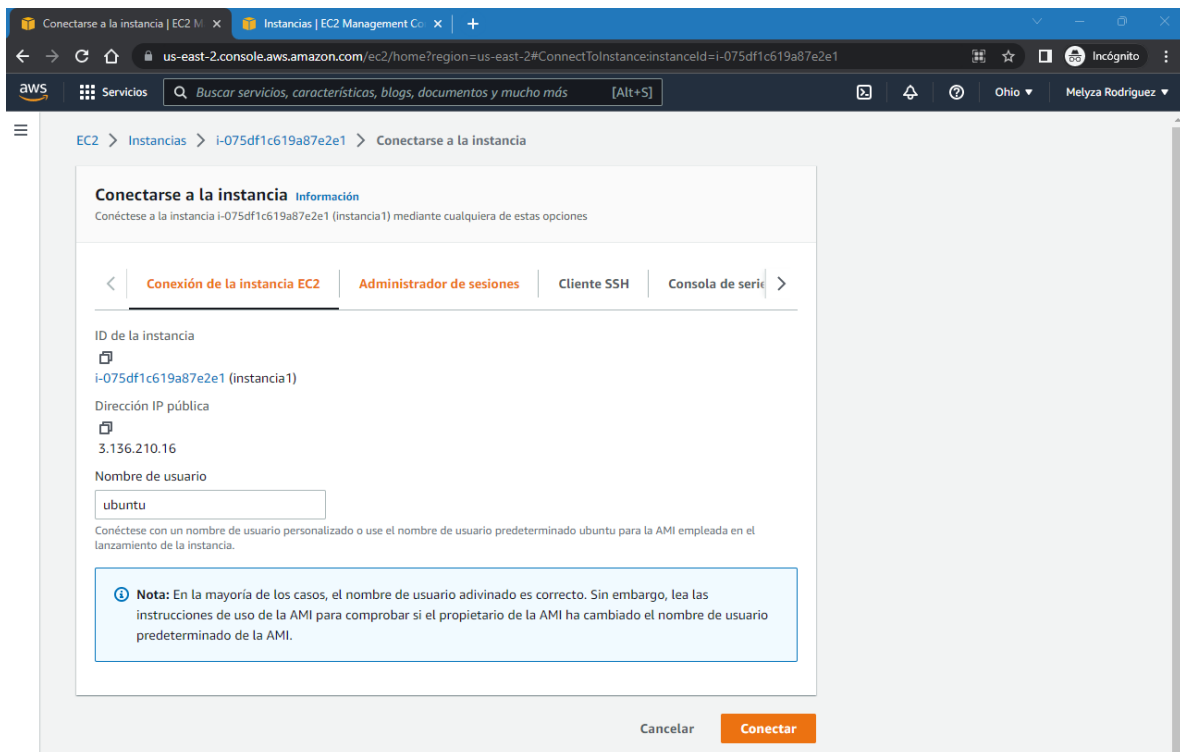 Conectarse a la instancia | EC2 M
Instancias | EC2 Management Co
us-east-2.console.aws.amazon.com/ec2/home?region=us-east-2#ConnectToInstance:instanceId=i-075df1c619a87e2e1
Incógnito
aws
Servicios
Buscar servicios, características, blogs, documentos y mucho más
[Alt+S]
Ohio
Melyza Rodriguez
EC2 > Instancias > i-075df1c619a87e2e1 > Conectarse a la instancia
Conectarse a la instancia Información
Conéctese a la instancia i-075df1c619a87e2e1 (instancia1) mediante cualquiera de estas opciones
Conexión de la instancia EC2
Administrador de sesiones
Cliente SSH
Consola de serie
ID de la instancia
i-075df1c619a87e2e1 (instancia1)
Dirección IP pública
3.136.210.16
Nombre de usuario
ubuntu
Conéctese con un nombre de usuario personalizado o use el nombre de usuario predeterminado ubuntu para la AMI empleada en el
lanzamiento de la instancia.
Nota: En la mayoría de los casos, el nombre de usuario adivinado es correcto. Sin embargo, lea las
instrucciones de uso de la AMI para comprobar si el propietario de la AMI ha cambiado el nombre de usuario
predeterminado de la AMI.
Cancelar
Conectar